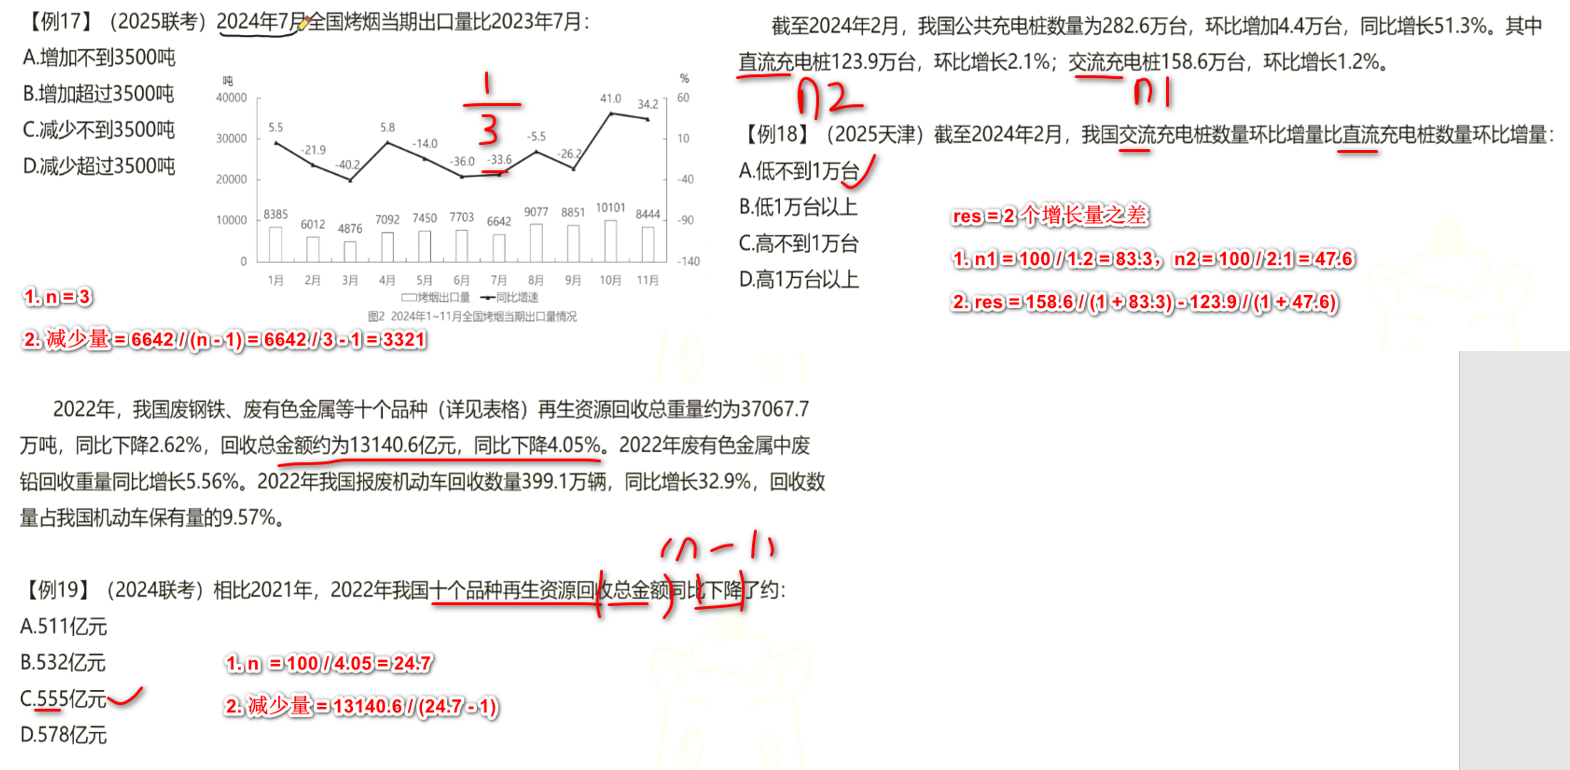 【例17】（2025联考）2024年7月全国烤烟当期出口量比2023年7月：
A.增加不到3500吨
B.增加超过3500吨
C.减少不到3500吨
D.减少超过3500吨
吨
%
40000
30000
20000
10000
0
60
10
-40
-90
-140
5.5
-21.9
-40.2
5.8
-14.0
-36.0
-33.6
-5.5
-26.2
41.0
34.2
8385
6012
4876
7092
7450
7703
6642
9077
8851
10101
8444
1月 2月 3月 4月 5月 6月 7月 8月 9月 10月 11月
烤烟出口量 同比增速
图2 2024年1~11月全国烤烟当期出口量情况
1
3
1. n = 3
2. 减少量 = 6642 / (n - 1) = 6642 / 3 - 1 = 3321
截至2024年2月，我国公共充电桩数量为282.6万台，环比增加4.4万台，同比增长51.3%。其中
直流充电桩123.9万台，环比增长2.1%；交流充电桩158.6万台，环比增长1.2%。
n2
n1
【例18】（2025天津）截至2024年2月，我国交流充电桩数量环比增量比直流充电桩数量环比增量：
A.低不到1万台
B.低1万台以上
C.高不到1万台
D.高1万台以上
res = 2 个增长量之差
1. n1 = 100 / 1.2 = 83.3，n2 = 100 / 2.1 = 47.6
2. res = 158.6 / (1 + 83.3) - 123.9 / (1 + 47.6)
2022年，我国废钢铁、废有色金属等十个品种（详见表格）再生资源回收总重量约为37067.7
万吨，同比下降2.62%，回收总金额约为13140.6亿元，同比下降4.05%。2022年废有色金属中废
铅回收重量同比增长5.56%。2022年我国报废机动车回收数量399.1万辆，同比增长32.9%，回收数
量占我国机动车保有量的9.57%。
(n-1)
【例19】（2024联考）相比2021年，2022年我国十个品种再生资源回收总金额同比下降了约：
A.511亿元
B.532亿元
C.555亿元
D.578亿元
1. n = 100 / 4.05 = 24.7
2. 减少量 = 13140.6 / (24.7 - 1)